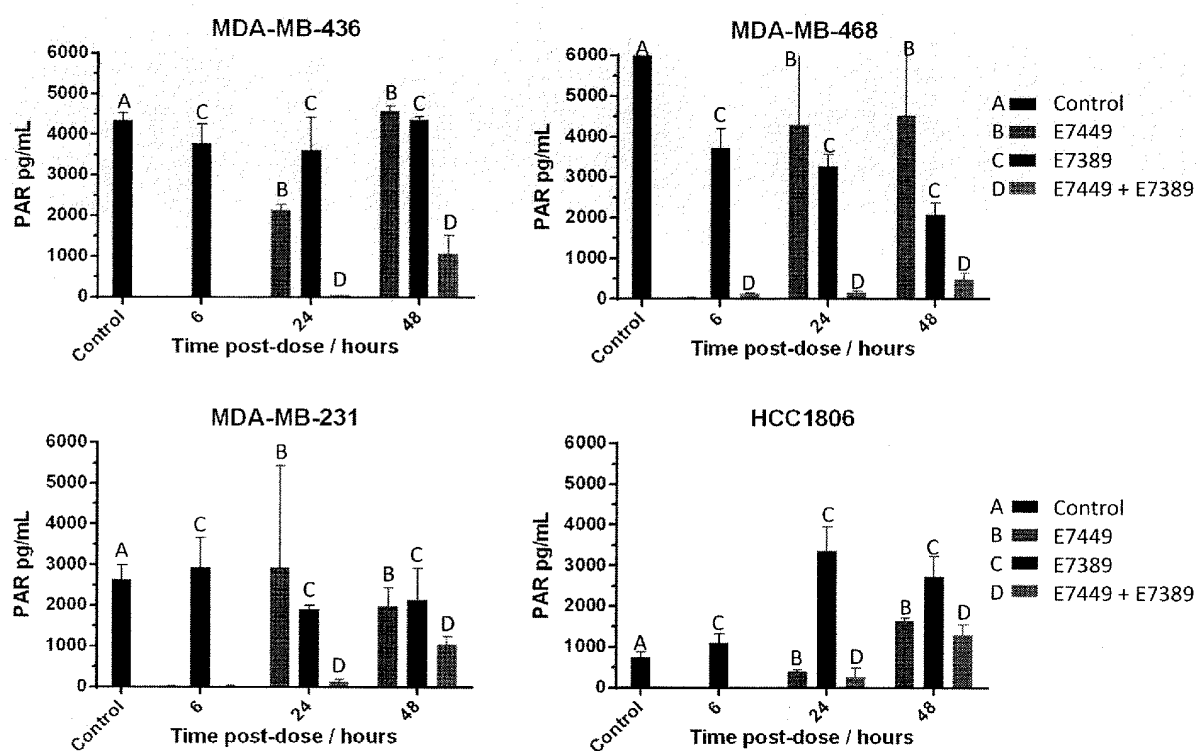 MDA-MB-436
PAR pg/mL
6000
5000
4000
3000
2000
1000
0
A
C
B
C
D
B
C
D
Control
6
24
48
Time post-dose / hours
MDA-MB-468
PAR pg/mL
6000
5000
4000
3000
2000
1000
0
A
C
D
B
C
D
B
C
D
Control
6
24
48
Time post-dose / hours
A Control
B E7449
C E7389
D E7449 + E7389
MDA-MB-231
PAR pg/mL
6000
5000
4000
3000
2000
1000
0
A
C
B
C
D
B
C
D
Control
6
24
48
Time post-dose / hours
HCC1806
PAR pg/mL
6000
5000
4000
3000
2000
1000
0
A
C
B
C
D
B
C
D
Control
6
24
48
Time post-dose / hours
A Control
B E7449
C E7389
D E7449 + E7389